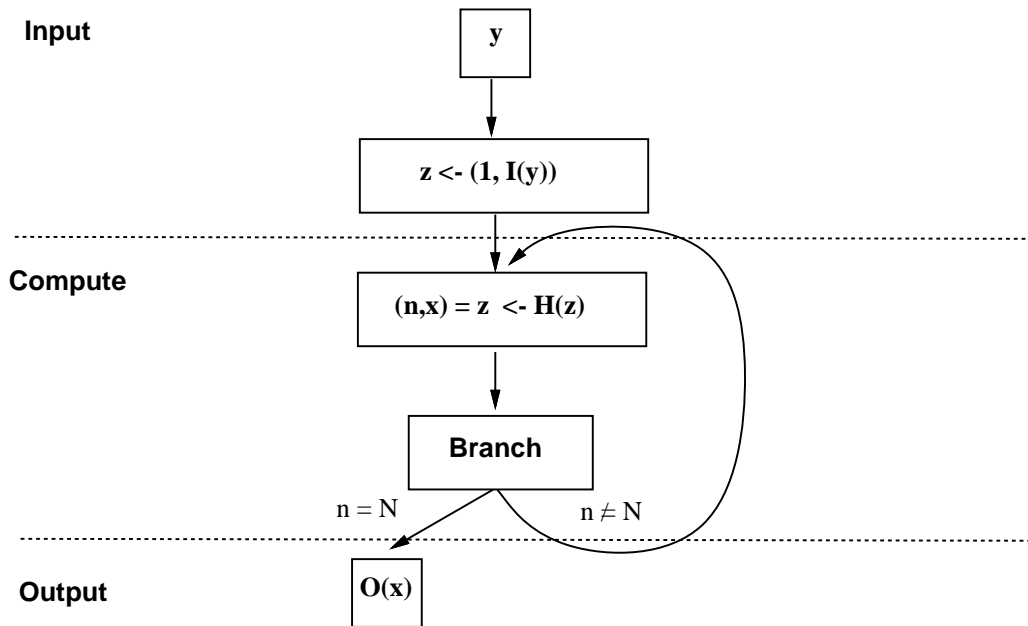 Input
y
z <- (1, I(y))
Compute
(n,x) = z <- H(z)
Branch
n = N
n ≠ N
Output
O(x)